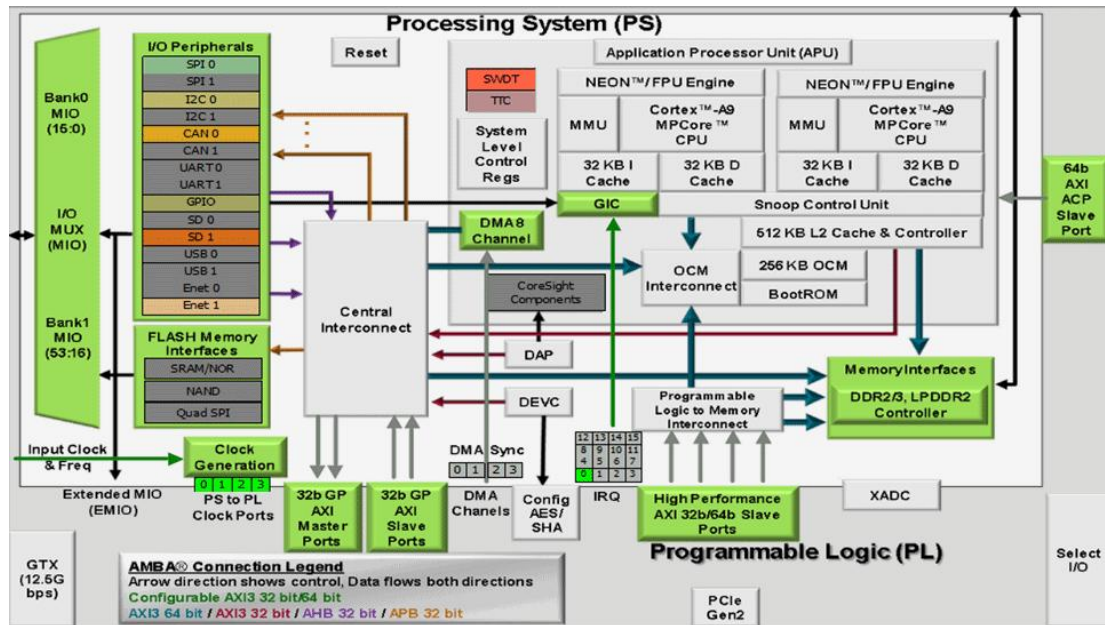 Processing System (PS)
I/O Peripherals
SPI 0
SPI 1
I2C 0
I2C 1
CAN 0
CAN 1
UART 0
UART 1
GPIO
SD 0
SD 1
USB 0
USB 1
Enet 0
Enet 1
Bank0
MIO
(15:0)
I/O
MUX
(MIO)
Bank1
MIO
(53:16)
FLASH Memory
Interfaces
SRAM/NOR
NAND
Quad SPI
Reset
Application Processor Unit (APU)
SWDT
TTC
System
Level
Control
Regs
NEON™/FPU Engine
MMU
Cortex™-A9
MPCore™
CPU
32 KB I
Cache
32 KB D
Cache
NEON™/FPU Engine
MMU
Cortex™-A9
MPCore™
CPU
32 KB I
Cache
32 KB D
Cache
GIC
Snoop Control Unit
512 KB L2 Cache & Controller
DMA8
Channel
OCM
Interconnect
256 KB OCM
BootROM
CoreSight
Components
Central
Interconnect
DAP
DEVC
64b
AXI
ACP
Slave
Port
Memory Interfaces
DDR2/3, LPDDR2
Controller
Programmable
Logic to Memory
Interconnect
Input Clock
& Freq
Clock
Generation
0 1 2 3
PS to PL
Clock Ports
Extended MIO
(EMIO)
32b GP
AXI
Master
Ports
32b GP
AXI
Slave
Ports
DMA Sync
0 1 2 3
DMA
Channels
Config
AES/
SHA
12 13 14 15
8 9 10 11
4 5 6 7
0 1 2 3
IRQ
High Performance
AXI 32b/64b Slave
Ports
XADC
Programmable Logic (PL)
GTX
(12.5G
bps)
Select
I/O
PCIe
Gen2
AMBA® Connection Legend
Arrow direction shows control, Data flows both directions
Configurable AXI3 32 bit/64 bit
AXI3 64 bit / AXI3 32 bit / AHB 32 bit / APB 32 bit